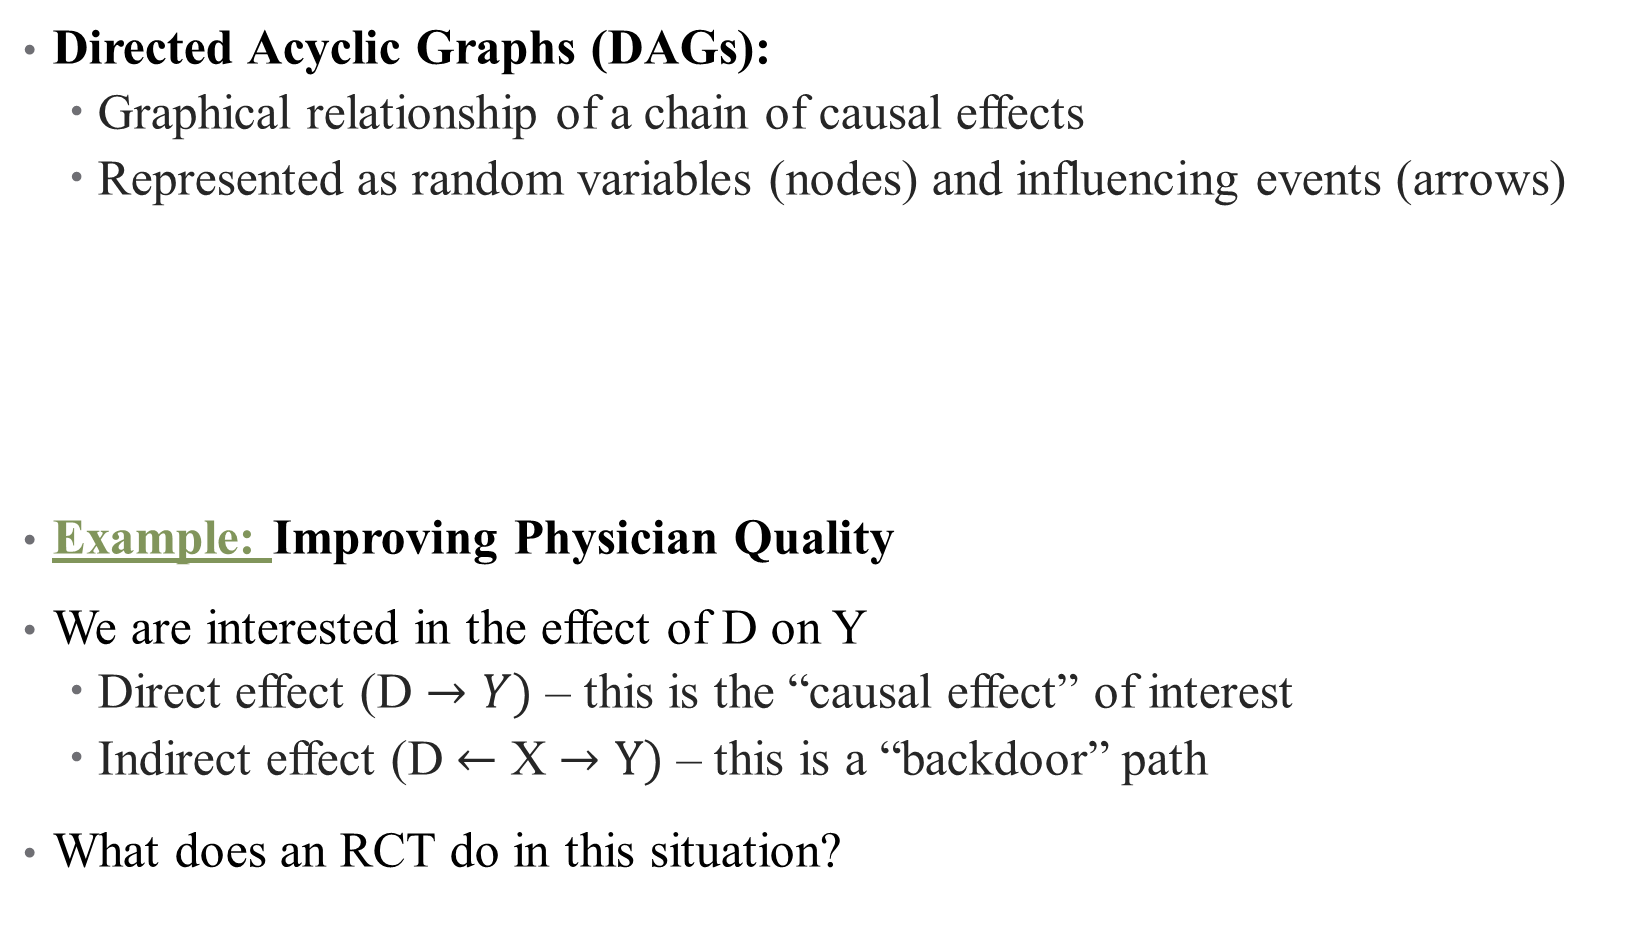 • Directed Acyclic Graphs (DAGs):
• Graphical relationship of a chain of causal effects
• Represented as random variables (nodes) and influencing events (arrows)
• Example: Improving Physician Quality
• We are interested in the effect of D on Y
• Direct effect (D → Y) – this is the “causal effect” of interest
• Indirect effect (D ← X → Y) – this is a “backdoor” path
• What does an RCT do in this situation?